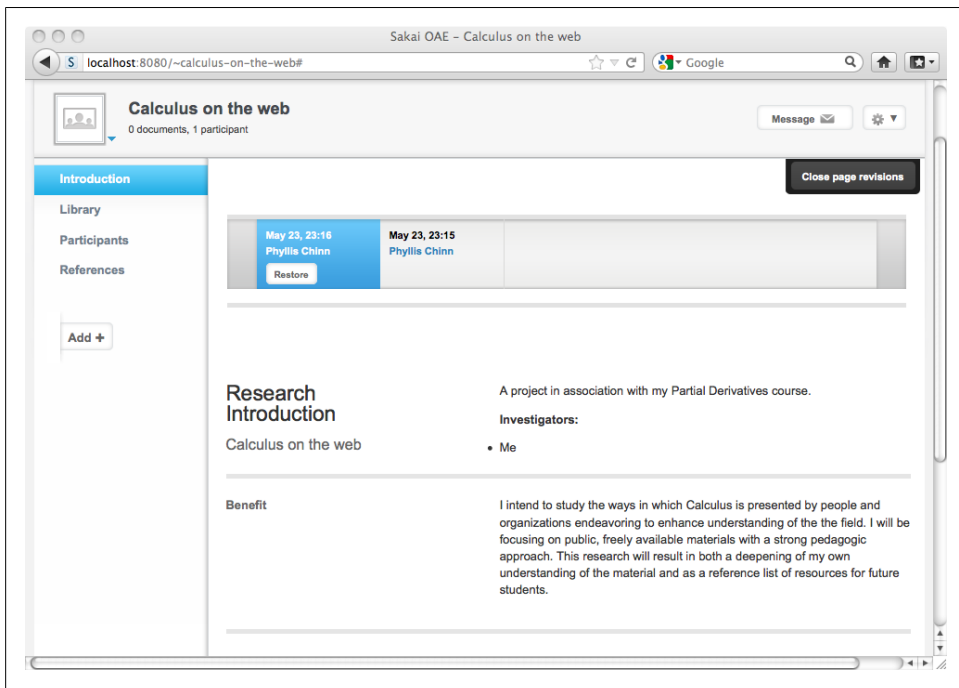 Sakai OAE – Calculus on the web
S localhost:8080/~calculus-on-the-web#
Google
Calculus on the web
0 documents, 1 participant
Message
Introduction
Close page revisions
Library
Participants
References
Add +
May 23, 23:16
Phyllis Chinn
Restore
May 23, 23:15
Phyllis Chinn
Research
Introduction
Calculus on the web
A project in association with my Partial Derivatives course.
Investigators:
• Me
Benefit
I intend to study the ways in which Calculus is presented by people and
organizations endeavoring to enhance understanding of the the field. I will be
focusing on public, freely available materials with a strong pedagogic
approach. This research will result in both a deepening of my own
understanding of the material and as a reference list of resources for future
students.